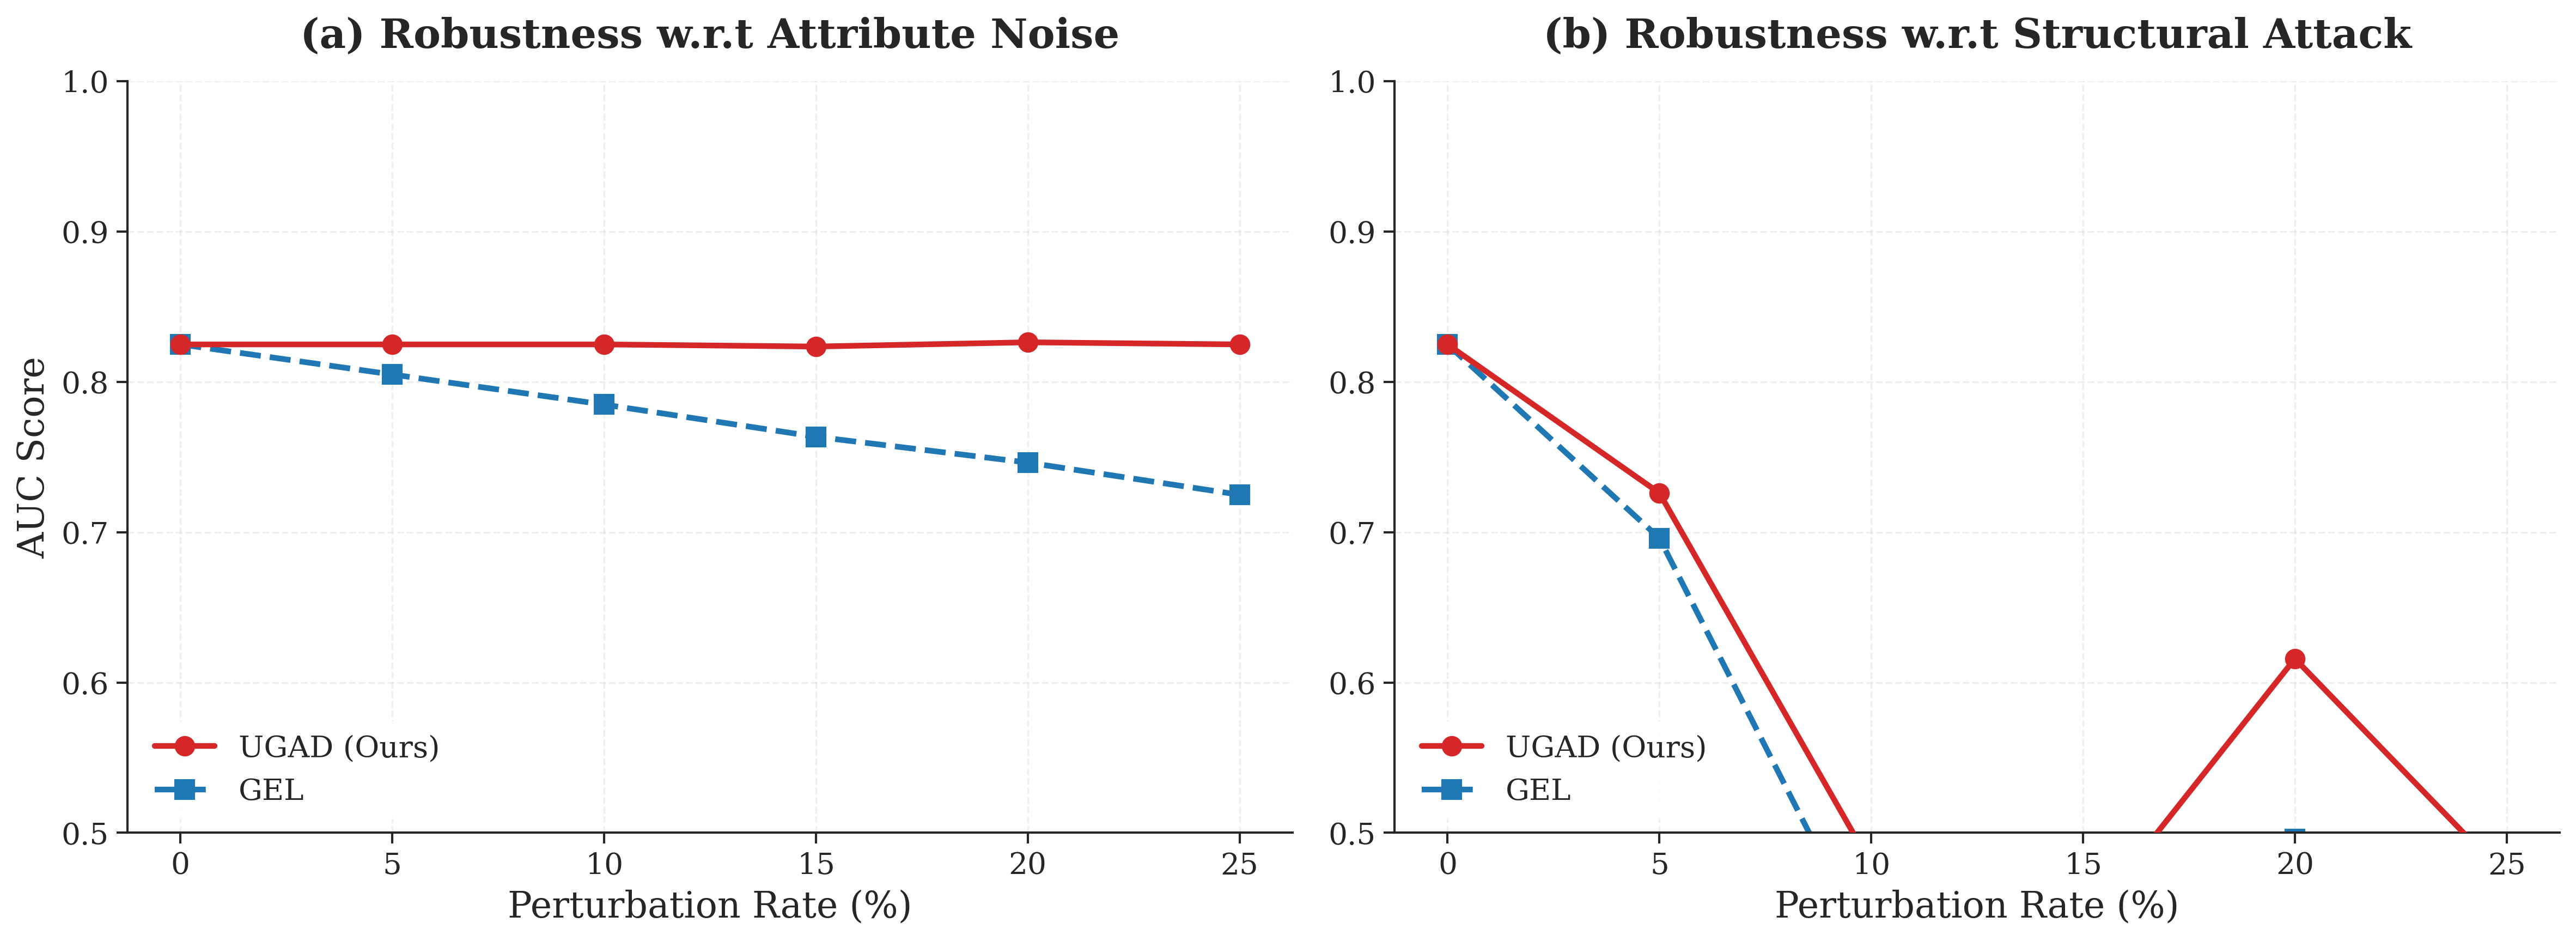 (a) Robustness w.r.t Attribute Noise
1.0
0.9
0.8
0.7
0.6
0.5
AUC Score
UGAD (Ours)
GEL
0 5 10 15 20 25
Perturbation Rate (%)
(b) Robustness w.r.t Structural Attack
1.0
0.9
0.8
0.7
0.6
0.5
UGAD (Ours)
GEL
0 5 10 15 20 25
Perturbation Rate (%)